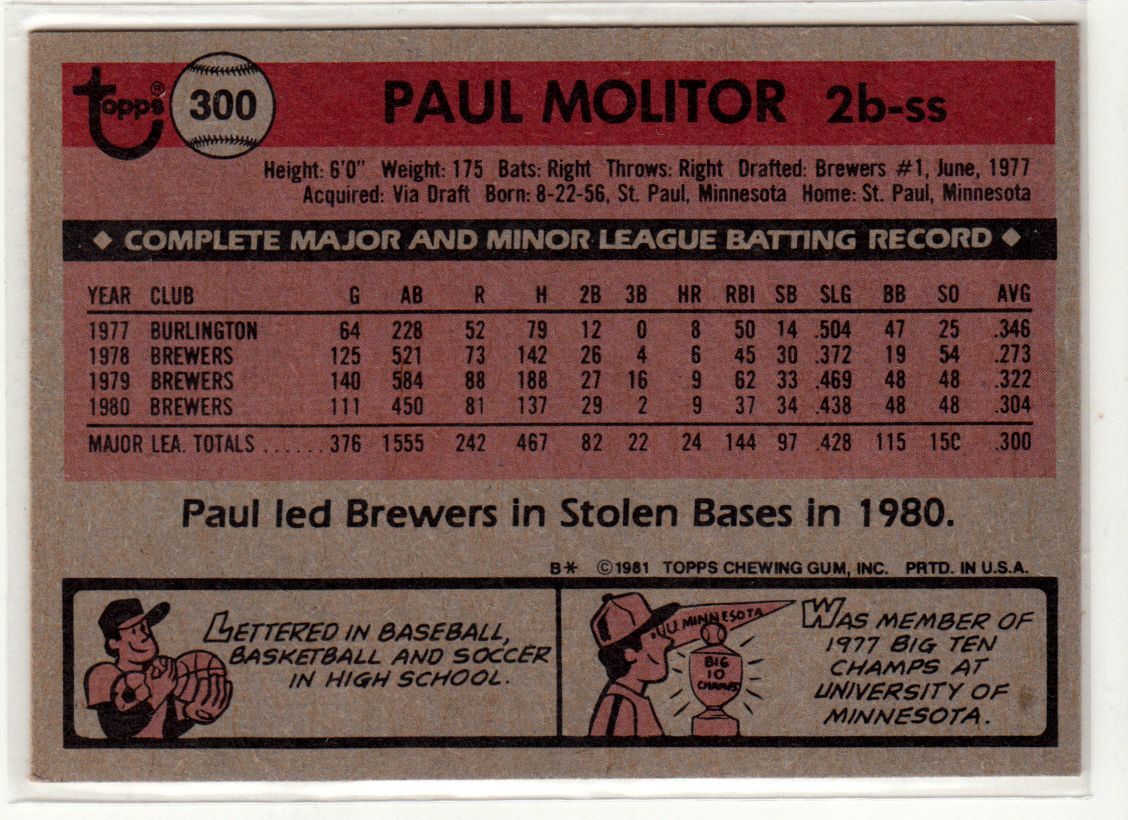 topps® 300 PAUL MOLITOR 2b-ss
Height: 6'0" Weight: 175 Bats: Right Throws: Right Drafted: Brewers #1, June, 1977
Acquired: Via Draft Born: 8-22-56, St. Paul, Minnesota Home: St. Paul, Minnesota
◆ COMPLETE MAJOR AND MINOR LEAGUE BATTING RECORD ◆
YEAR CLUB G AB R H 2B 3B HR RBI SB SLG BB SO AVG
1977 BURLINGTON 64 228 52 79 12 0 8 50 14 .504 47 25 .346
1978 BREWERS 125 521 73 142 26 4 6 45 30 .372 19 54 .273
1979 BREWERS 140 584 88 188 27 16 9 62 33 .469 48 48 .322
1980 BREWERS 111 450 81 137 29 2 9 37 34 .438 48 48 .304
MAJOR LEA. TOTALS ...... 376 1555 242 467 82 22 24 144 97 .428 115 150 .300
Paul led Brewers in Stolen Bases in 1980.
B* ©1981 TOPPS CHEWING GUM, INC. PRTD. IN U.S.A.
LETTERED IN BASEBALL,
BASKETBALL AND SOCCER
IN HIGH SCHOOL.
U. MINNESOTA
BIG
10
CHAMPS
WAS MEMBER OF
1977 BIG TEN
CHAMPS AT
UNIVERSITY OF
MINNESOTA.